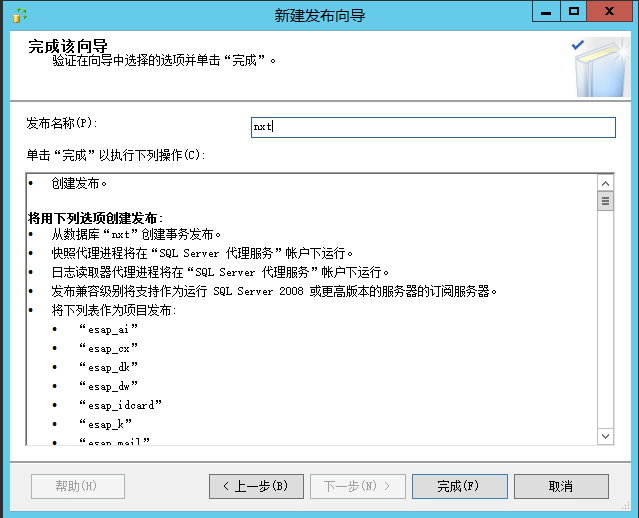 新建发布向导
完成该向导
验证在向导中选择的选项并单击“完成”。
发布名称(P):
nxt
单击“完成”以执行下列操作(C):
• 创建发布。
将用下列选项创建发布:
• 从数据库“nxt”创建事务发布。
• 快照代理进程将在“SQL Server 代理服务”帐户下运行。
• 日志读取器代理进程将在“SQL Server 代理服务”帐户下运行。
• 发布兼容级别将支持作为运行 SQL Server 2008 或更高版本的服务器的订阅服务器。
• 将下列表作为项目发布:
• “esap_ai”
• “esap_cx”
• “esap_dk”
• “esap_dw”
• “esap_idcard”
• “esap_k”
• “esap_mail”
帮助(H)
< 上一步(B)
下一步(N) >
完成(F)
取消